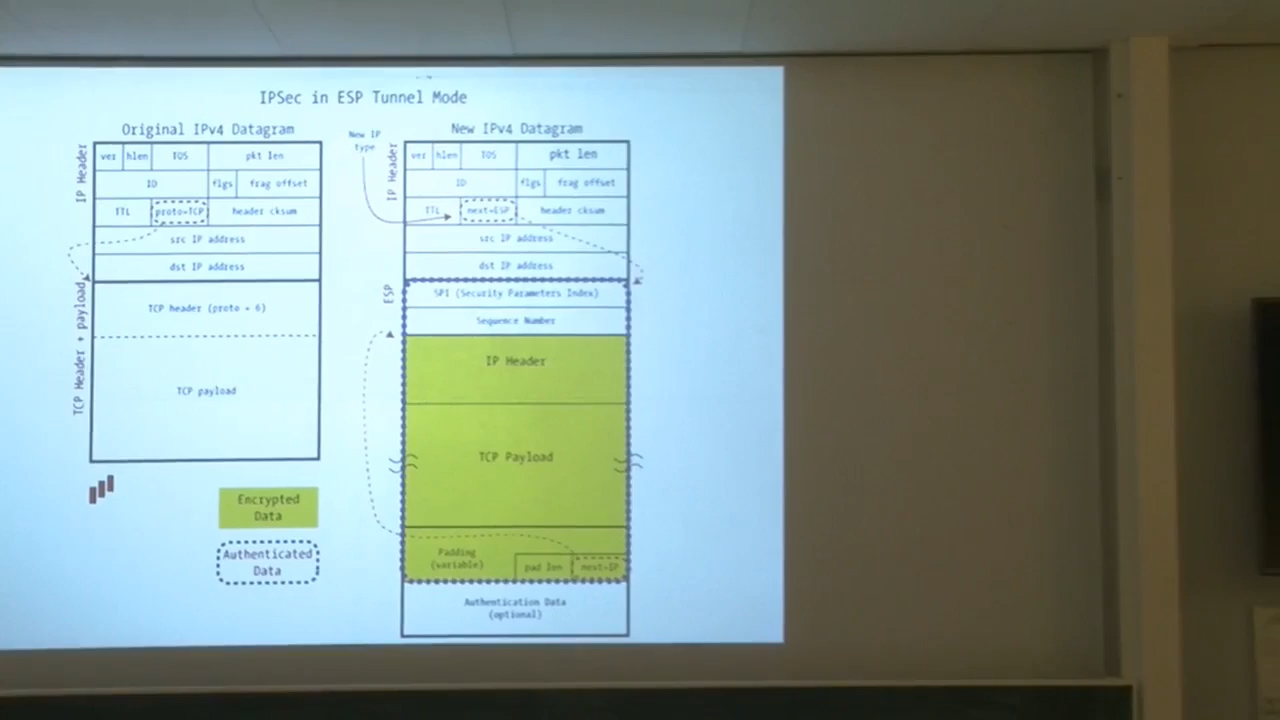 IPSec in ESP Tunnel Mode
Original IPv4 Datagram
IP Header
ver hlen TOS pkt len
ID flgs frag offset
TTL proto=TCP header cksum
src IP address
dst IP address
TCP Header + payload
TCP header (proto = 6)
TCP payload
Encrypted
Data
Authenticated
Data
New IP
type
New IPv4 Datagram
IP Header
ver hlen TOS pkt len
ID flgs frag offset
TTL next=ESP header cksum
src IP address
dst IP address
ESP
SPI (Security Parameters Index)
Sequence Number
IP Header
TCP Payload
Padding
(variable)
pad len next=IP
Authentication Data
(optional)